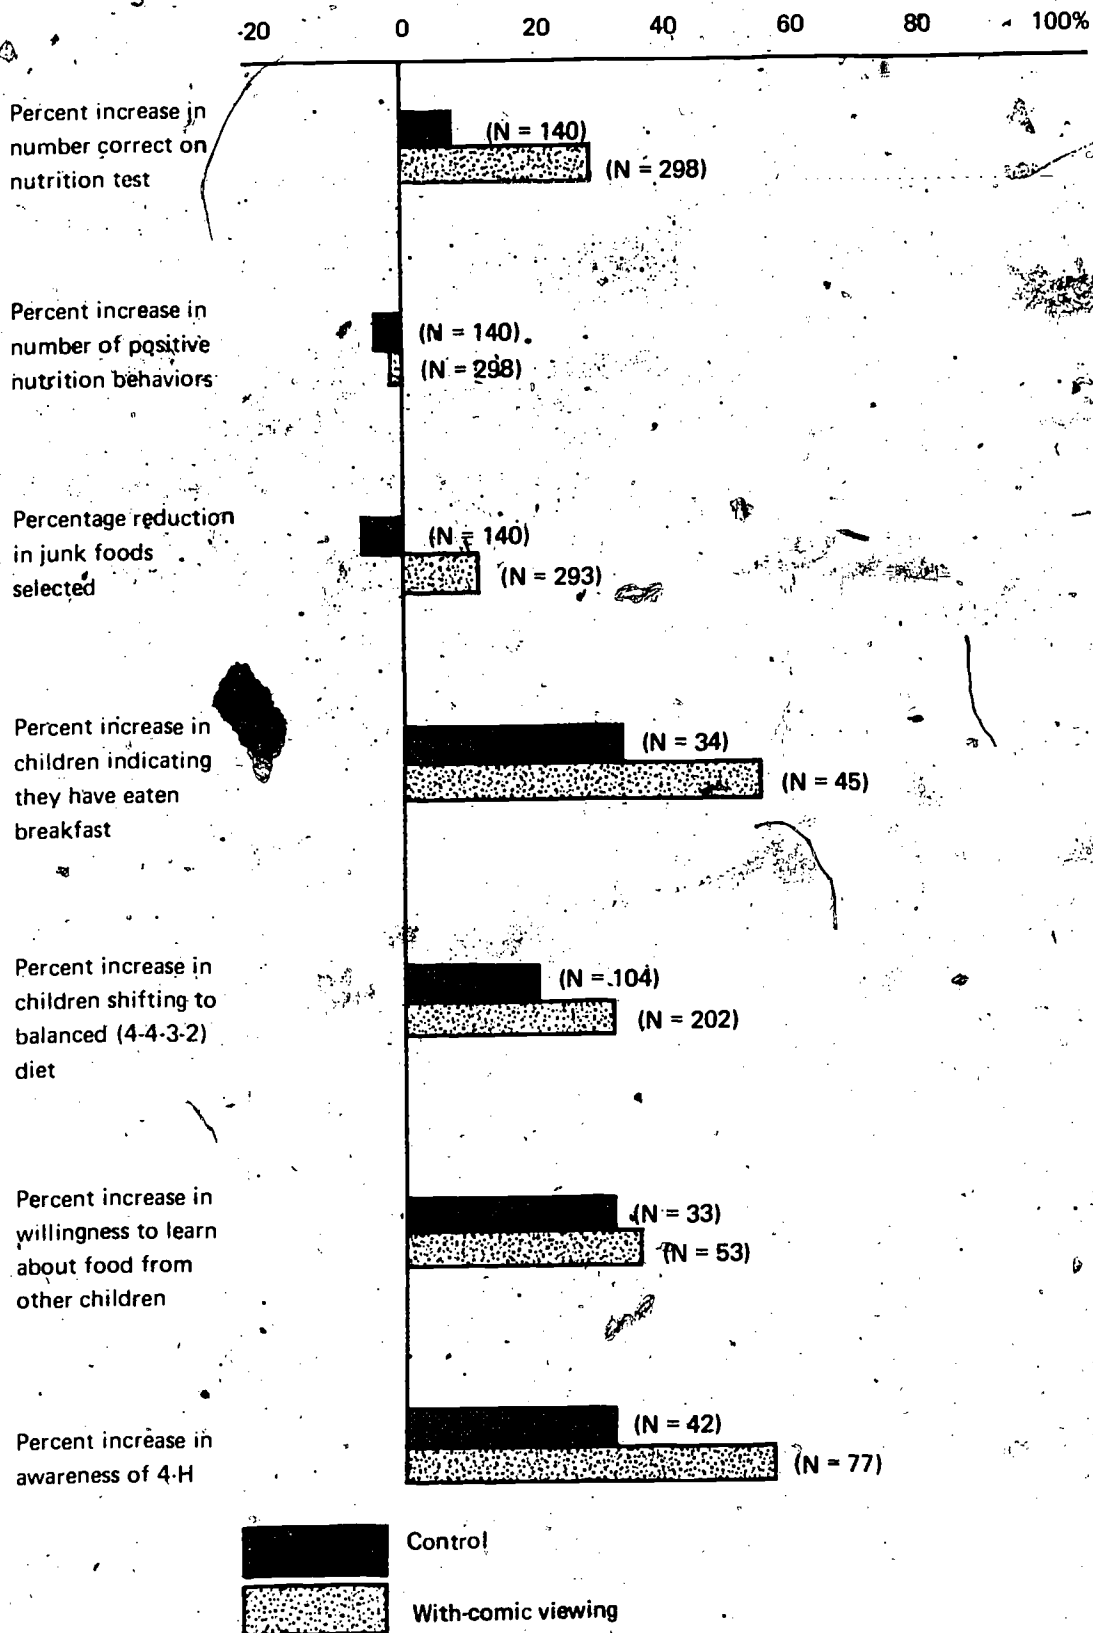 -20 0 20 40 60 80 100%
Percent increase in
number correct on
nutrition test
(N = 140)
(N = 298)
Percent increase in
number of positive
nutrition behaviors
(N = 140)
(N = 298)
Percentage reduction
in junk foods
selected
(N = 140)
(N = 293)
Percent increase in
children indicating
they have eaten
breakfast
(N = 34)
(N = 45)
Percent increase in
children shifting to
balanced (4-4-3-2)
diet
(N = 104)
(N = 202)
Percent increase in
willingness to learn
about food from
other children
(N = 33)
(N = 53)
Percent increase in
awareness of 4-H
(N = 42)
(N = 77)
Control
With-comic viewing